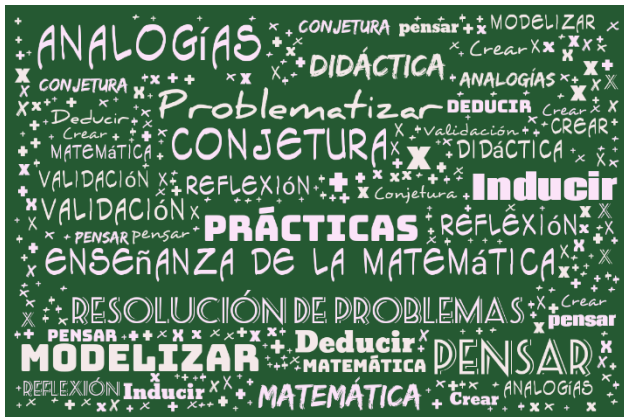 ANALOGÍAS CONJETURA pensar MODELIZAR
Crear
DIDÁCTICA
CONJETURA ANALOGÍAS
Problematizar DEDUCIR Crear
Deducir
Crear CONJETURA Validación CREAR
MATEMÁTICA DIDÁCTICA
VALIDACIÓN REFLEXIÓN Conjetura Inducir
VALIDACIÓN PRÁCTICAS REFLEXIÓN
PENSAR pensar
ENSEÑANZA DE LA MATEMÁTICA
RESOLUCIÓN DE PROBLEMAS Crear
pensar
PENSAR Deducir PENSAR
MODELIZAR MATEMÁTICA
REFLEXIÓN Inducir MATEMÁTICA Crear ANALOGÍAS